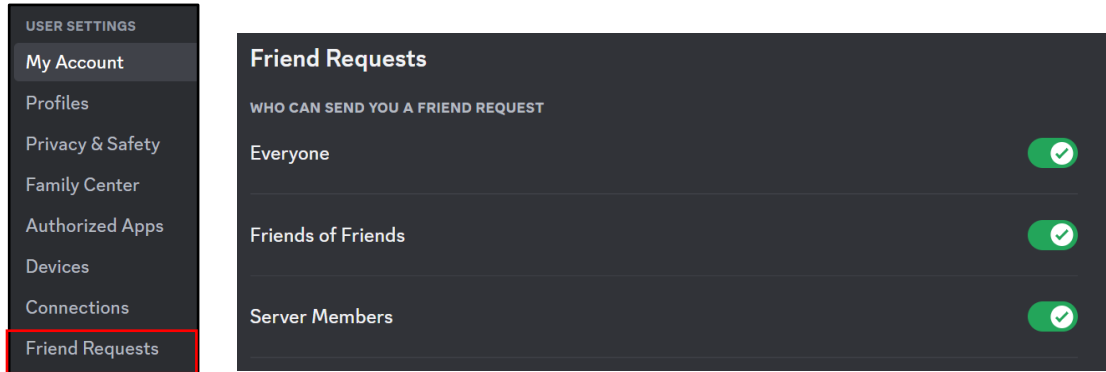 USER SETTINGS
My Account
Profiles
Privacy & Safety
Family Center
Authorized Apps
Devices
Connections
Friend Requests
Friend Requests
WHO CAN SEND YOU A FRIEND REQUEST
Everyone
Friends of Friends
Server Members